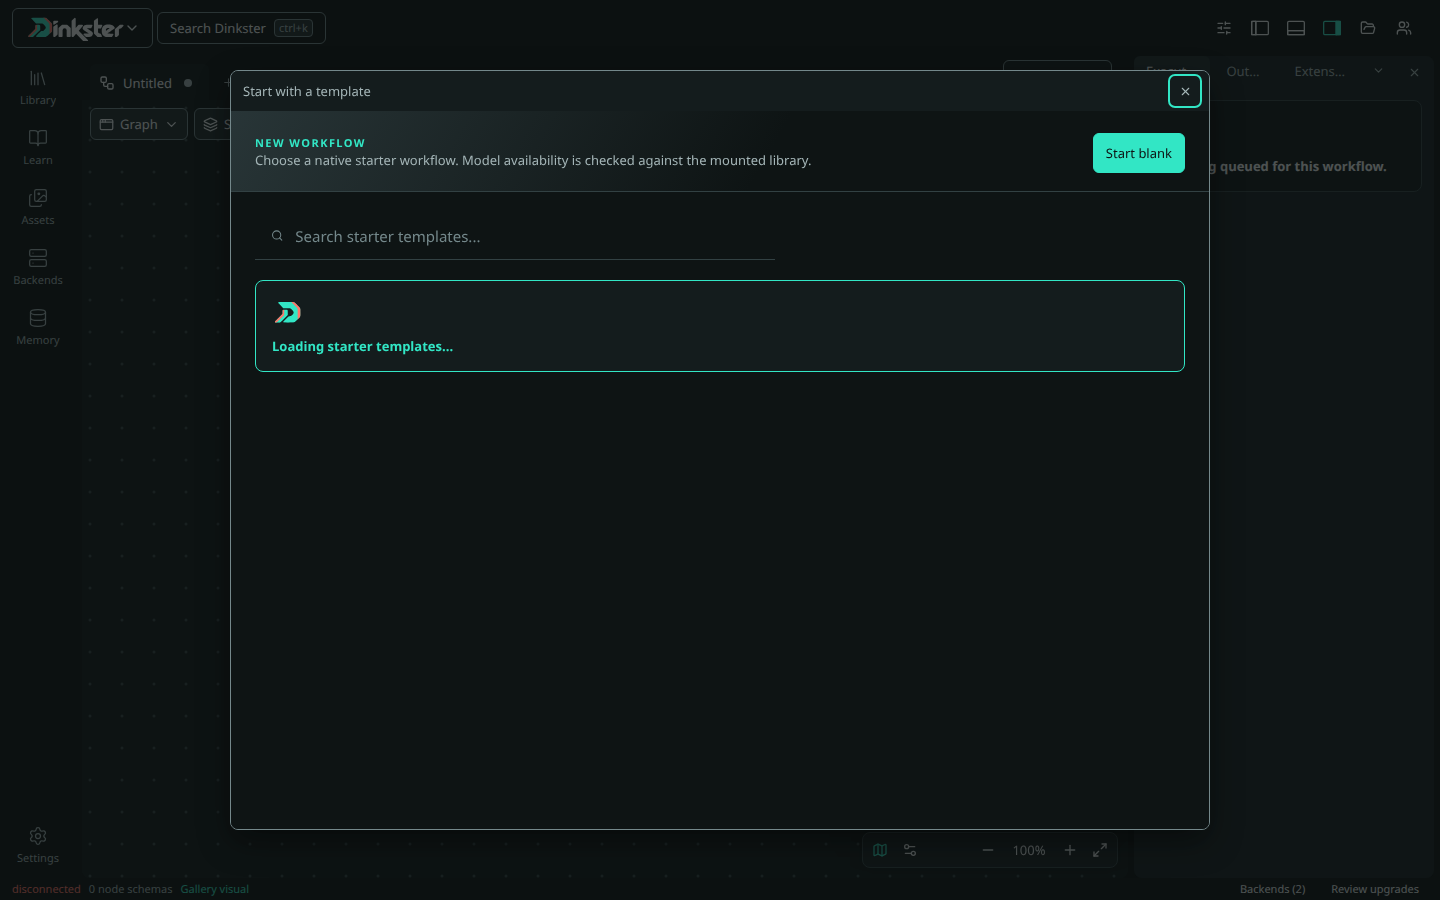 Dinkster
Search Dinkster ctrl+k
Library
Learn
Assets
Backends
Memory
Settings
Untitled
Graph
Start with a template
NEW WORKFLOW
Choose a native starter workflow. Model availability is checked against the mounted library.
Start blank
Search starter templates...
Loading starter templates...
Out...
Extens...
queued for this workflow.
100%
disconnected 0 node schemas Gallery visual
Backends (2) Review upgrades